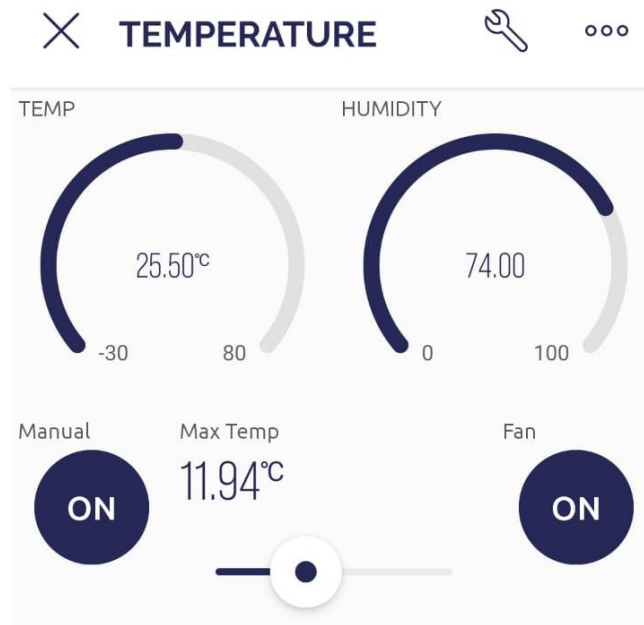 TEMPERATURE
TEMP HUMIDITY
25.50°C 74.00
-30 80 0 100
Manual Max Temp Fan
11.94°C
ON ON